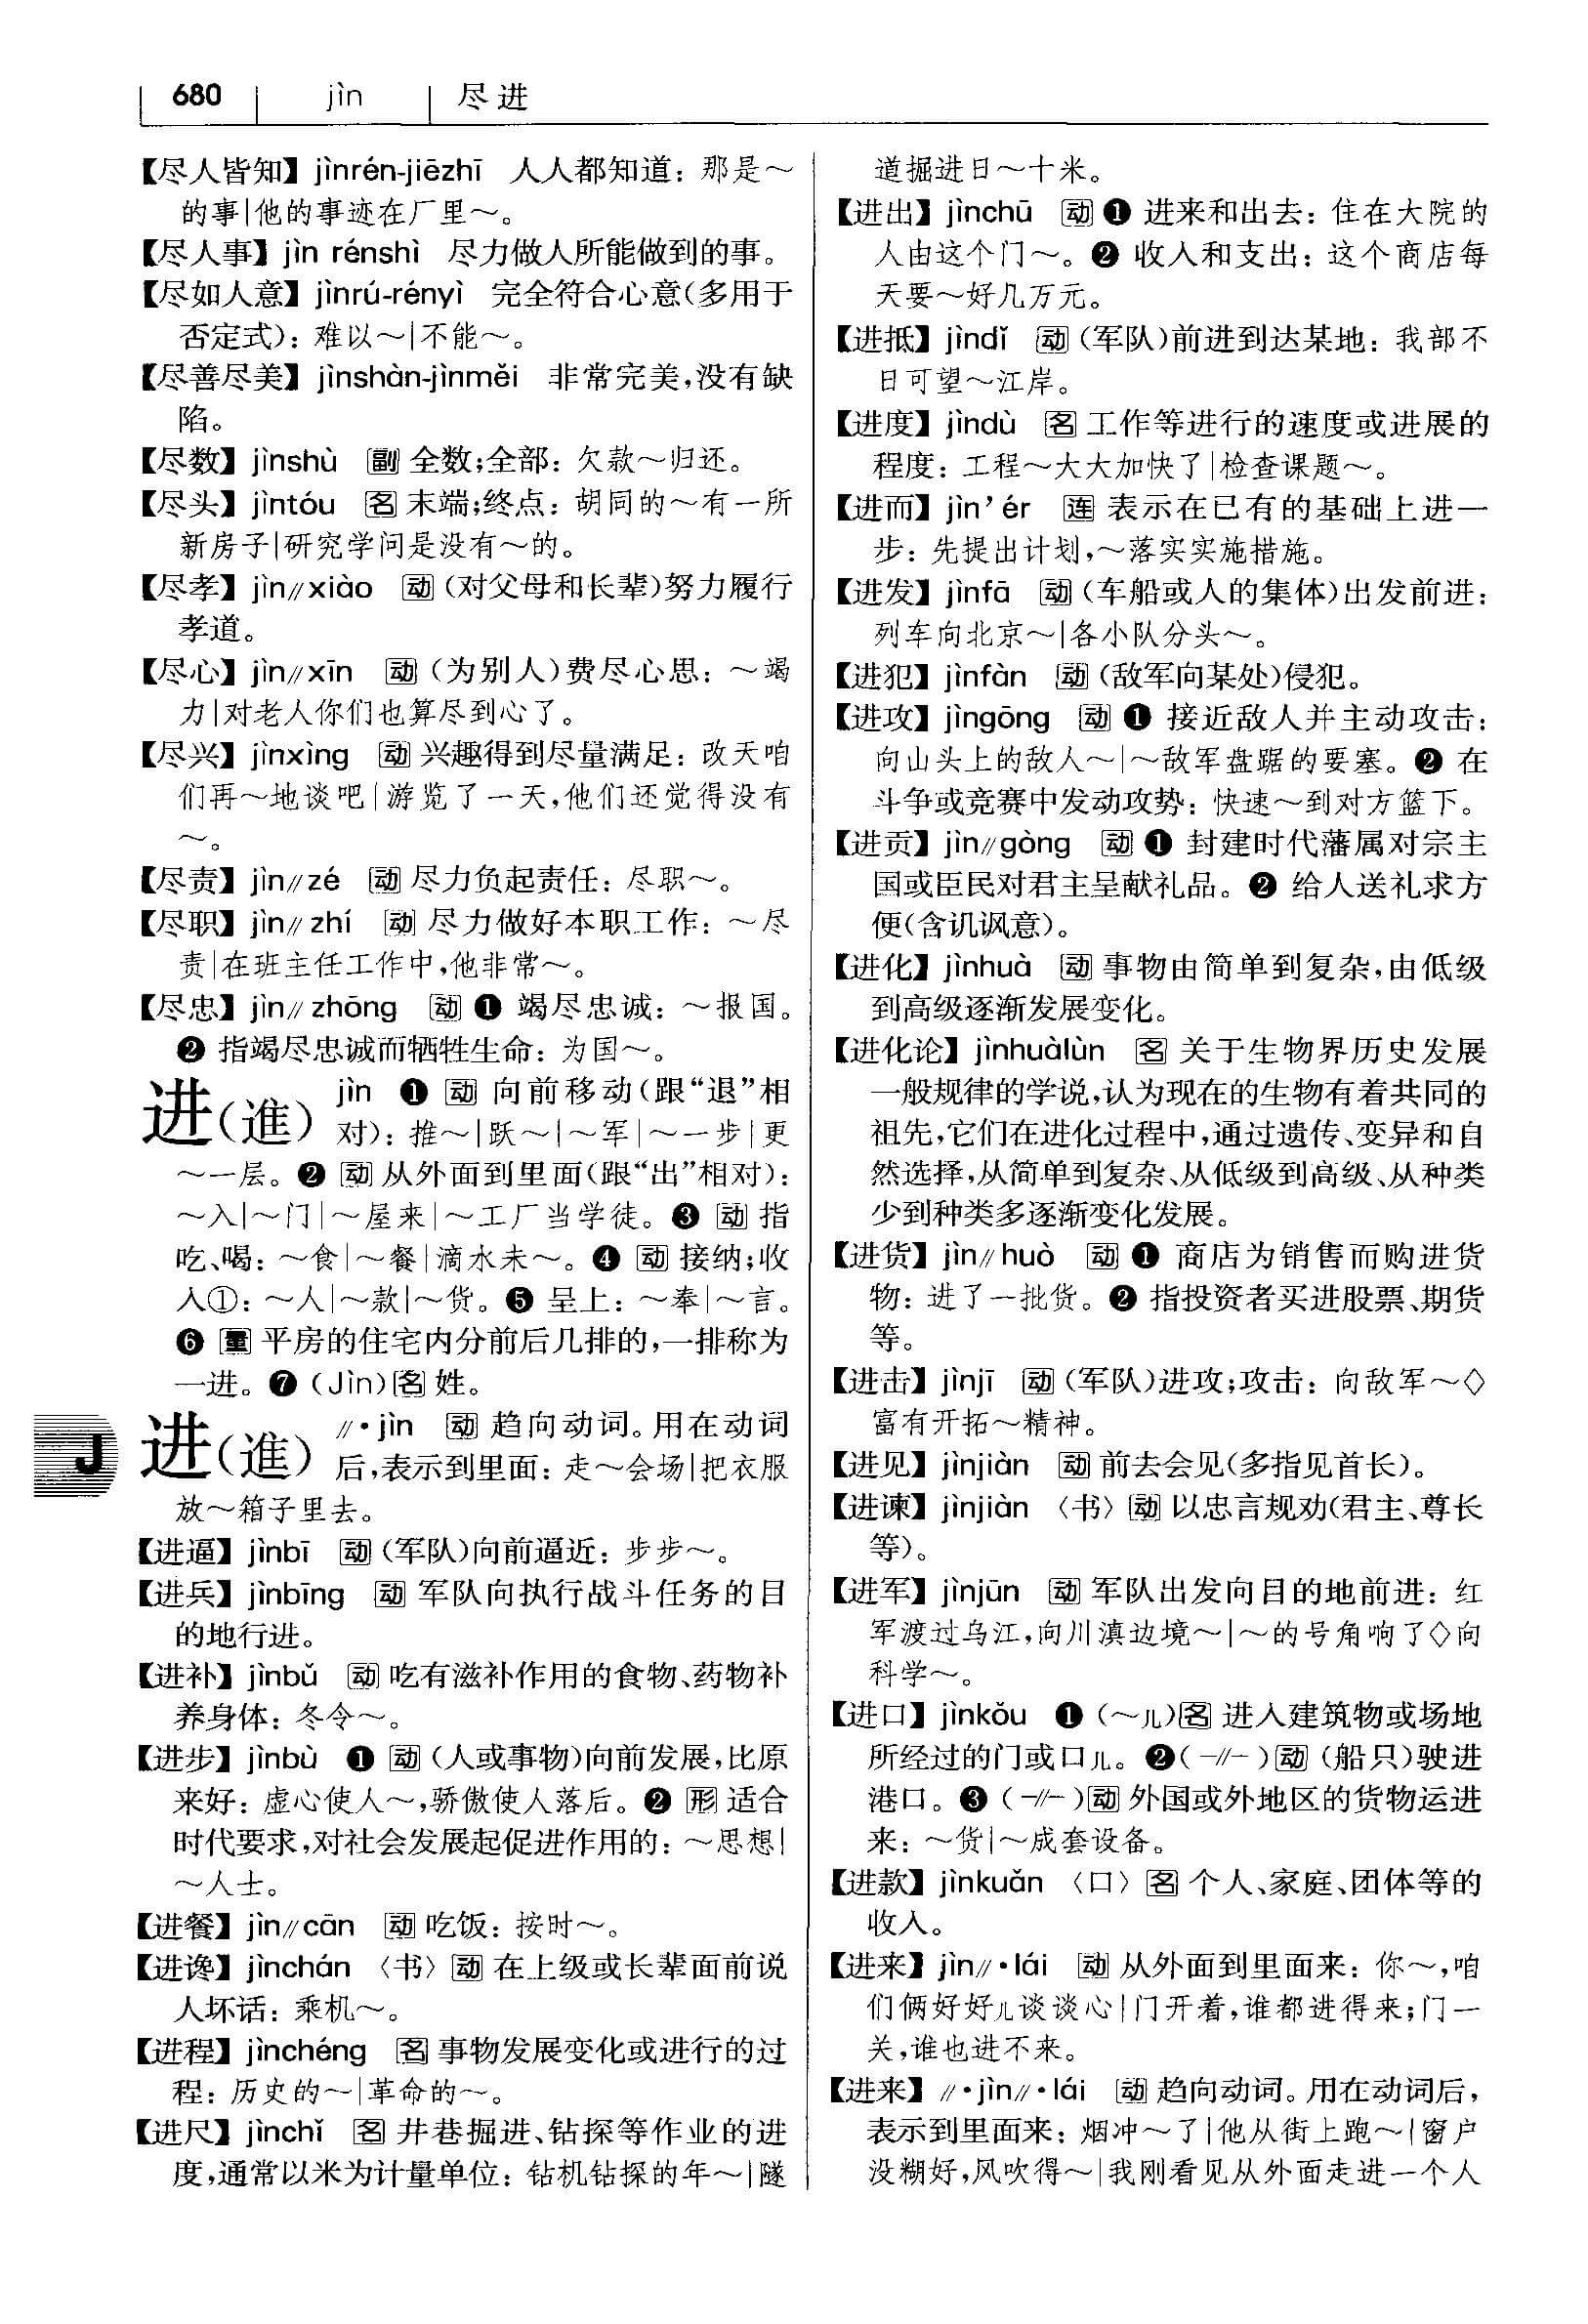 680 jìn 尽进
【尽人皆知】 jìnrén-jiēzhī 人人都知道：那是～
的事|他的事迹在厂里～。
【尽人事】 jìn rénshì 尽力做人所能做到的事。
【尽如人意】 jìnrú-rényì 完全符合心意(多用于
否定式)：难以～|不能～。
【尽善尽美】 jìnshàn-jìnměi 非常完美,没有缺
陷。
【尽数】 jìnshù 副 全数;全部：欠款～归还。
【尽头】 jìntóu 名 末端;终点：胡同的～有一所
新房子|研究学问是没有～的。
【尽孝】 jìn//xiào 动 (对父母和长辈)努力履行
孝道。
【尽心】 jìn//xīn 动 (为别人)费尽心思：～竭
力|对老人你们也算尽到心了。
【尽兴】 jìnxìng 动 兴趣得到尽量满足：改天咱
们再～地谈吧|游览了一天,他们还觉得没有
～。
【尽责】 jìn//zé 动 尽力负起责任：尽职～。
【尽职】 jìn//zhí 动 尽力做好本职工作：～尽
责|在班主任工作中,他非常～。
【尽忠】 jìn//zhōng 动 ❶ 竭尽忠诚：～报国。
❷ 指竭尽忠诚而牺牲生命：为国～。
进(進) jìn ❶ 动 向前移动(跟“退”相
对)：推～|跃～|～军|～一步|更
～一层。❷ 动 从外面到里面(跟“出”相对)：
～入|～门|～屋来|～工厂当学徒。❸ 动 指
吃、喝：～食|～餐|滴水未～。❹ 动 接纳;收
入①：～人|～款|～货。❺ 呈上：～奉|～言。
❻ 量 平房的住宅内分前后几排的,一排称为
一进。❼ (Jìn)名 姓。
进(進) //·jìn 动 趋向动词。用在动词
后,表示到里面：走～会场|把衣服
放～箱子里去。
J
【进逼】 jìnbī 动 (军队)向前逼近：步步～。
【进兵】 jìnbīng 动 军队向执行战斗任务的目
的地行进。
【进补】 jìnbǔ 动 吃有滋补作用的食物、药物补
养身体：冬令～。
【进步】 jìnbù ❶ 动 (人或事物)向前发展,比原
来好：虚心使人～,骄傲使人落后。❷ 形 适合
时代要求,对社会发展起促进作用的：～思想|
～人士。
【进餐】 jìn//cān 动 吃饭：按时～。
【进谗】 jìnchán 〈书〉 动 在上级或长辈面前说
人坏话：乘机～。
【进程】 jìnchéng 名 事物发展变化或进行的过
程：历史的～|革命的～。
【进尺】 jìnchǐ 名 井巷掘进、钻探等作业的进
度,通常以米为计量单位：钻机钻探的年～|隧
道掘进日～十米。
【进出】 jìnchū 动 ❶ 进来和出去：住在大院的
人由这个门～。❷ 收入和支出：这个商店每
天要～好几万元。
【进抵】 jìndǐ 动 (军队)前进到达某地：我部不
日可望～江岸。
【进度】 jìndù 名 工作等进行的速度或进展的
程度：工程～大大加快了|检查课题～。
【进而】 jìn’ér 连 表示在已有的基础上进一
步：先提出计划,～落实实施措施。
【进发】 jìnfā 动 (车船或人的集体)出发前进：
列车向北京～|各小队分头～。
【进犯】 jìnfàn 动 (敌军向某处)侵犯。
【进攻】 jìngōng 动 ❶ 接近敌人并主动攻击：
向山头上的敌人～|～敌军盘踞的要塞。❷ 在
斗争或竞赛中发动攻势：快速～到对方篮下。
【进贡】 jìn//gòng 动 ❶ 封建时代藩属对宗主
国或臣民对君主呈献礼品。❷ 给人送礼求方
便(含讥讽意)。
【进化】 jìnhuà 动 事物由简单到复杂,由低级
到高级逐渐发展变化。
【进化论】 jìnhuàlùn 名 关于生物界历史发展
一般规律的学说,认为现在的生物有着共同的
祖先,它们在进化过程中,通过遗传、变异和自
然选择,从简单到复杂、从低级到高级、从种类
少到种类多逐渐变化发展。
【进货】 jìn//huò 动 ❶ 商店为销售而购进货
物：进了一批货。❷ 指投资者买进股票、期货
等。
【进击】 jìnjī 动 (军队)进攻;攻击：向敌军～◇
富有开拓～精神。
【进见】 jìnjiàn 动 前去会见(多指见首长)。
【进谏】 jìnjiàn 〈书〉 动 以忠言规劝(君主、尊长
等)。
【进军】 jìnjūn 动 军队出发向目的地前进：红
军渡过乌江,向川滇边境～|～的号角响了◇向
科学～。
【进口】 jìnkǒu ❶ (～儿)名 进入建筑物或场地
所经过的门或口儿。❷(-//-)动 (船只)驶进
港口。❸ (-//-)动 外国或外地区的货物运进
来：～货|～成套设备。
【进款】 jìnkuǎn 〈口〉 名 个人、家庭、团体等的
收入。
【进来】 jìn//·lái 动 从外面到里面来：你～,咱
们俩好好儿谈谈心|门开着,谁都进得来;门一
关,谁也进不来。
【进来】 //·jìn//·lái 动 趋向动词。用在动词后,
表示到里面来：烟冲～了|他从街上跑～|窗户
没糊好,风吹得～|我刚看见从外面走进一个人